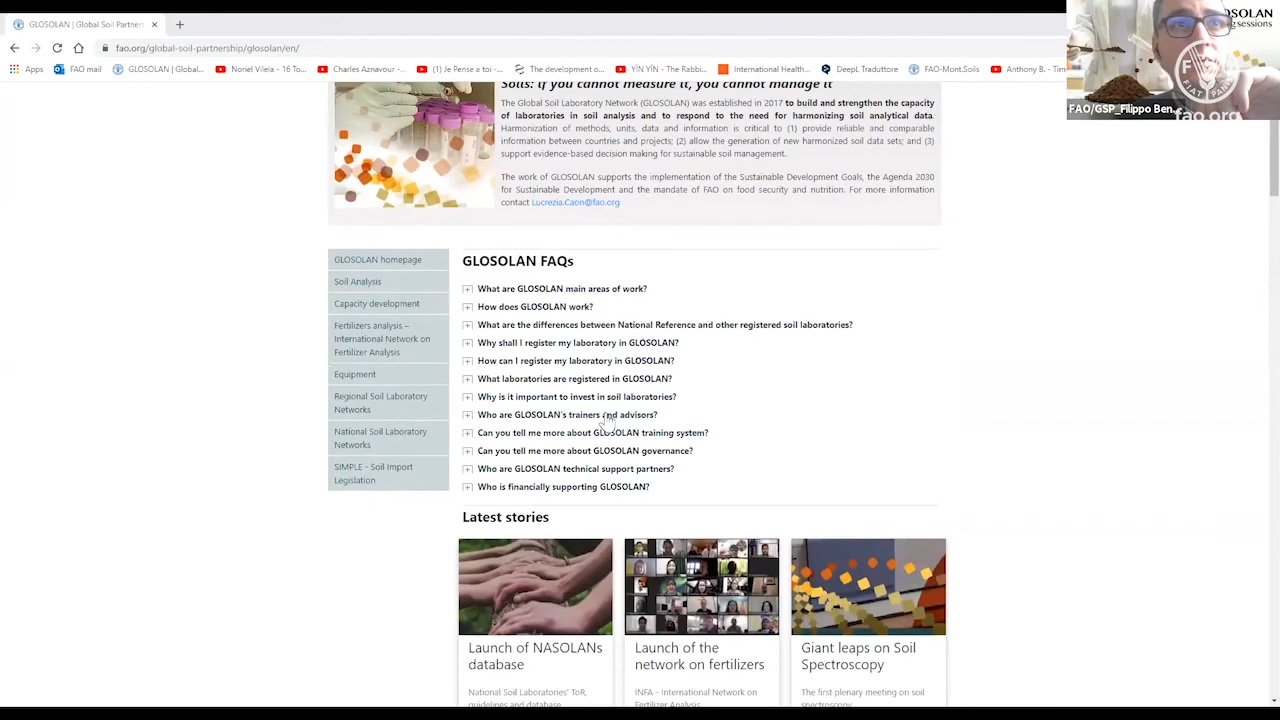 GLOSOLAN | Global Soil Partner
fao.org/global-soil-partnership/glosolan/en/
Apps
FAO mail
GLOSOLAN | Global...
Noriel Vilela - 16 To...
Charles Aznavour -...
(1) Je Pense a toi -...
The development o...
YÌN YÍN - The Rabbi...
International Health...
DeepL Traduttore
FAO-Mont.Soils
Anthony B. - Tim
OSOLAN
g sessions
FIAT PANIS
FAO/GSP_Filippo Ben...
fao.org
Soils: if you cannot measure it, you cannot manage it
The Global Soil Laboratory Network (GLOSOLAN) was established in 2017 to build and strengthen the capacity
of laboratories in soil analysis and to respond to the need for harmonizing soil analytical data.
Harmonization of methods, units, data and information is critical to (1) provide reliable and comparable
information between countries and projects; (2) allow the generation of new harmonized soil data sets; and (3)
support evidence-based decision making for sustainable soil management.
The work of GLOSOLAN supports the implementation of the Sustainable Development Goals, the Agenda 2030
for Sustainable Development and the mandate of FAO on food security and nutrition. For more information
contact Lucrezia.Caon@fao.org
GLOSOLAN homepage
Soil Analysis
Capacity development
Fertilizers analysis –
International Network on
Fertilizer Analysis
Equipment
Regional Soil Laboratory
Networks
National Soil Laboratory
Networks
SIMPLE - Soil Import
Legislation
GLOSOLAN FAQs
What are GLOSOLAN main areas of work?
How does GLOSOLAN work?
What are the differences between National Reference and other registered soil laboratories?
Why shall I register my laboratory in GLOSOLAN?
How can I register my laboratory in GLOSOLAN?
What laboratories are registered in GLOSOLAN?
Why is it important to invest in soil laboratories?
Who are GLOSOLAN's trainers and advisors?
Can you tell me more about GLOSOLAN training system?
Can you tell me more about GLOSOLAN governance?
Who are GLOSOLAN technical support partners?
Who is financially supporting GLOSOLAN?
Latest stories
Launch of NASOLANs
database
National Soil Laboratories' ToR,
guidelines and database
Launch of the
network on fertilizers
INFA - International Network on
Fertilizer Analysis
Giant leaps on Soil
Spectroscopy
The first plenary meeting on soil
spectroscopy